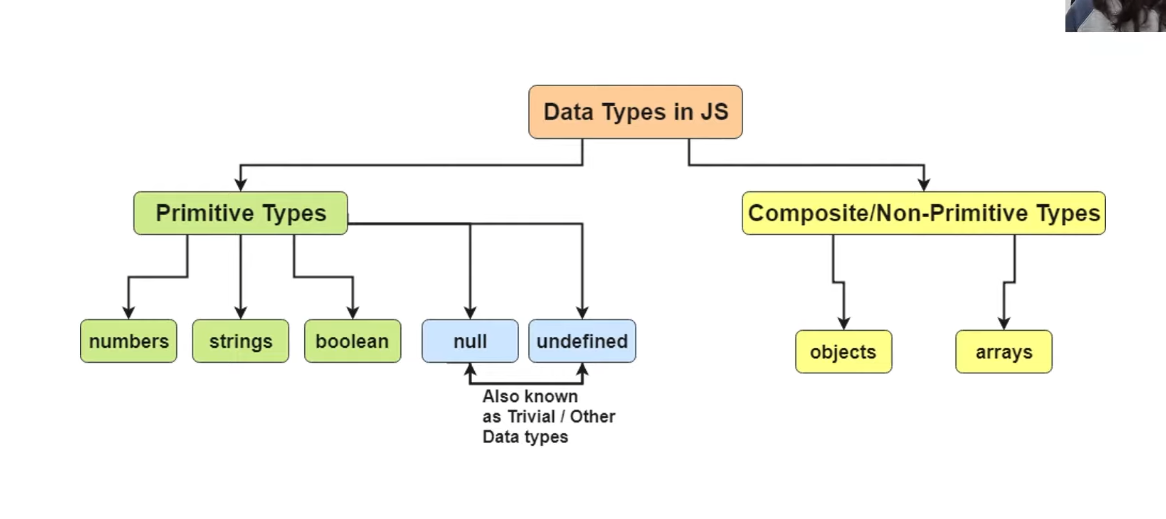 Data Types in JS
Primitive Types
Composite/Non-Primitive Types
numbers
strings
boolean
null
undefined
objects
arrays
Also known
as Trivial / Other
Data types